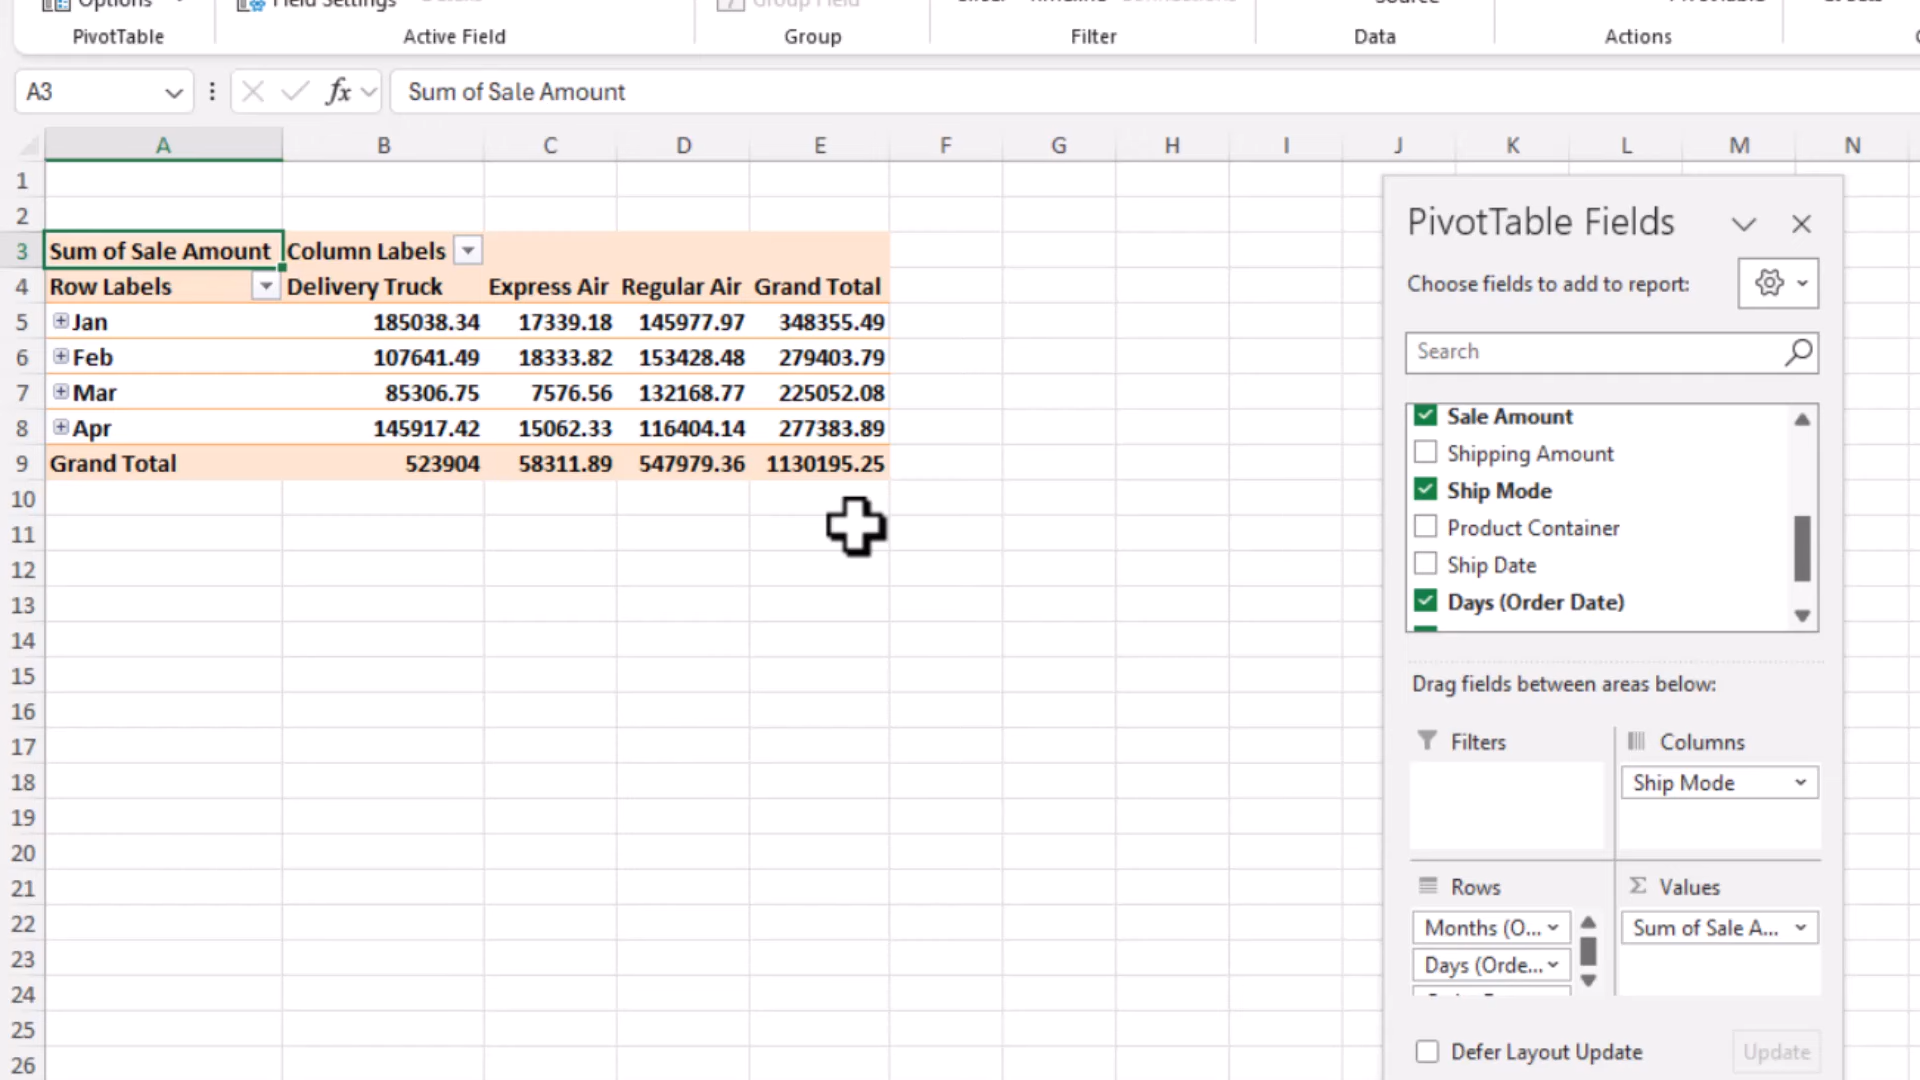 Options
Field Settings
PivotTable
Active Field
Group Field
Group
Filter
Data
Actions
A3
fx
Sum of Sale Amount
A B C D E F G H I J K L M N
1
2
3 Sum of Sale Amount Column Labels
4 Row Labels Delivery Truck Express Air Regular Air Grand Total
5 Jan 185038.34 17339.18 145977.97 348355.49
6 Feb 107641.49 18333.82 153428.48 279403.79
7 Mar 85306.75 7576.56 132168.77 225052.08
8 Apr 145917.42 15062.33 116404.14 277383.89
9 Grand Total 523904 58311.89 547979.36 1130195.25
10
11
12
13
14
15
16
17
18
19
20
21
22
23
24
25
26
PivotTable Fields
Choose fields to add to report:
Search
Sale Amount
Shipping Amount
Ship Mode
Product Container
Ship Date
Days (Order Date)
Drag fields between areas below:
Filters
Columns
Ship Mode
Rows
Values
Months (O...
Sum of Sale A...
Days (Orde...
Defer Layout Update
Update